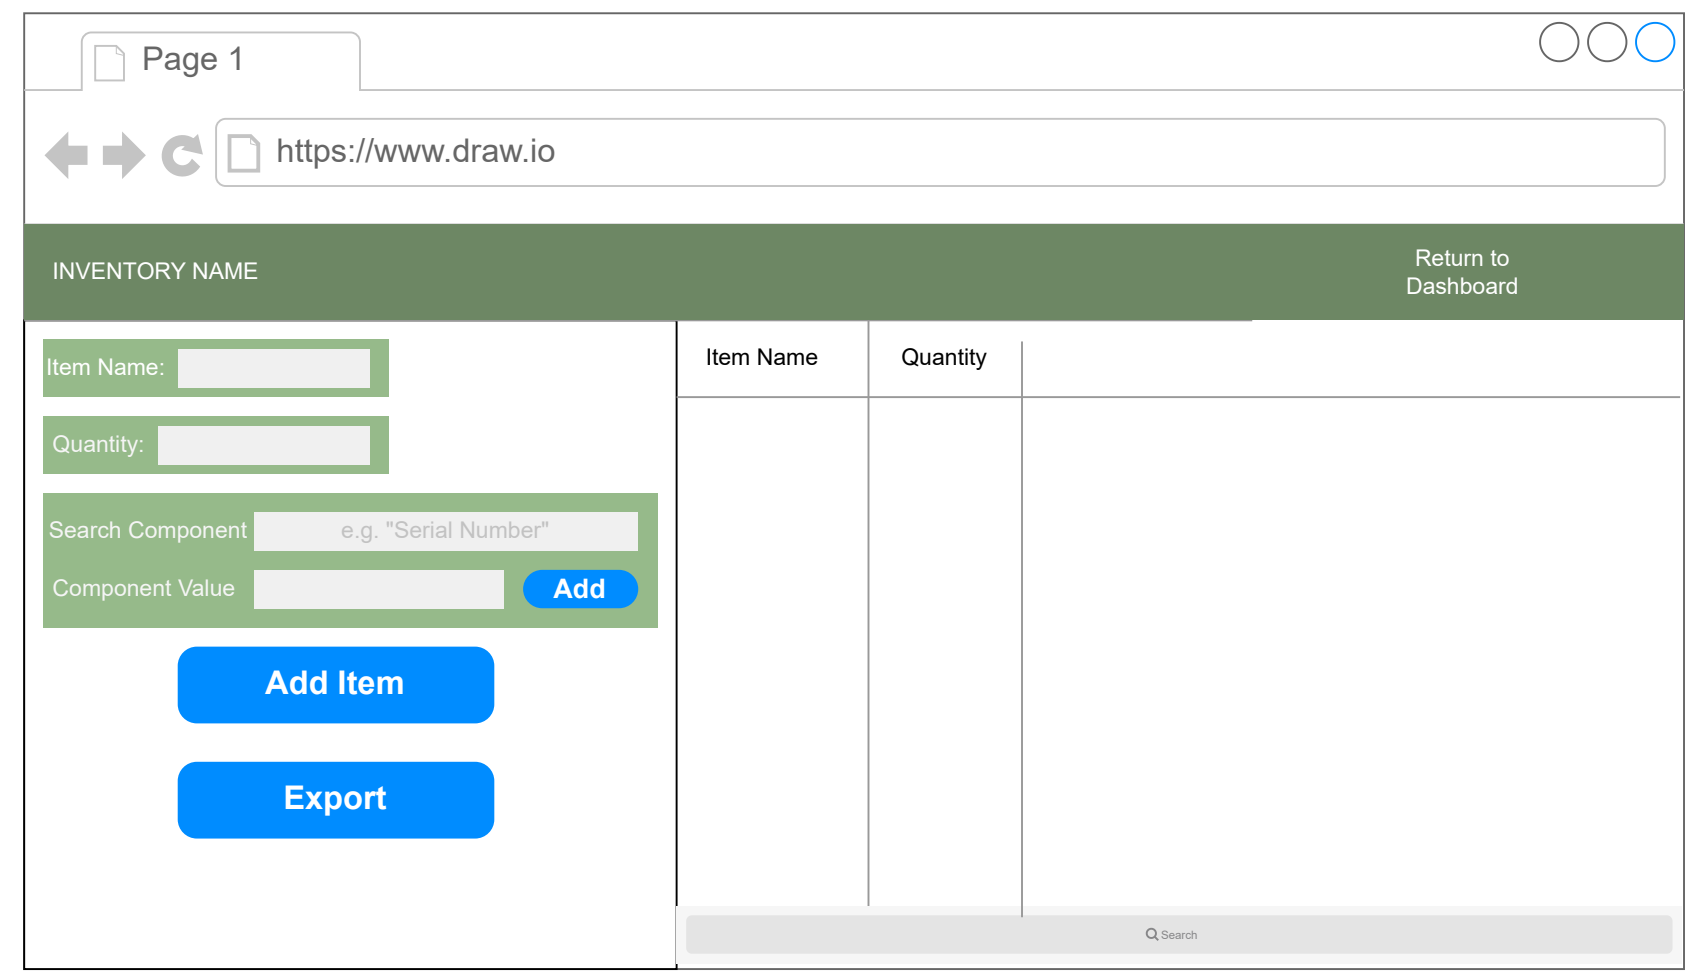 Page 1
https://www.draw.io
INVENTORY NAME
Return to
Dashboard
Item Name:
Quantity:
Search Component
e.g. "Serial Number"
Component Value
Add
Add Item
Export
Item Name
Quantity
Search